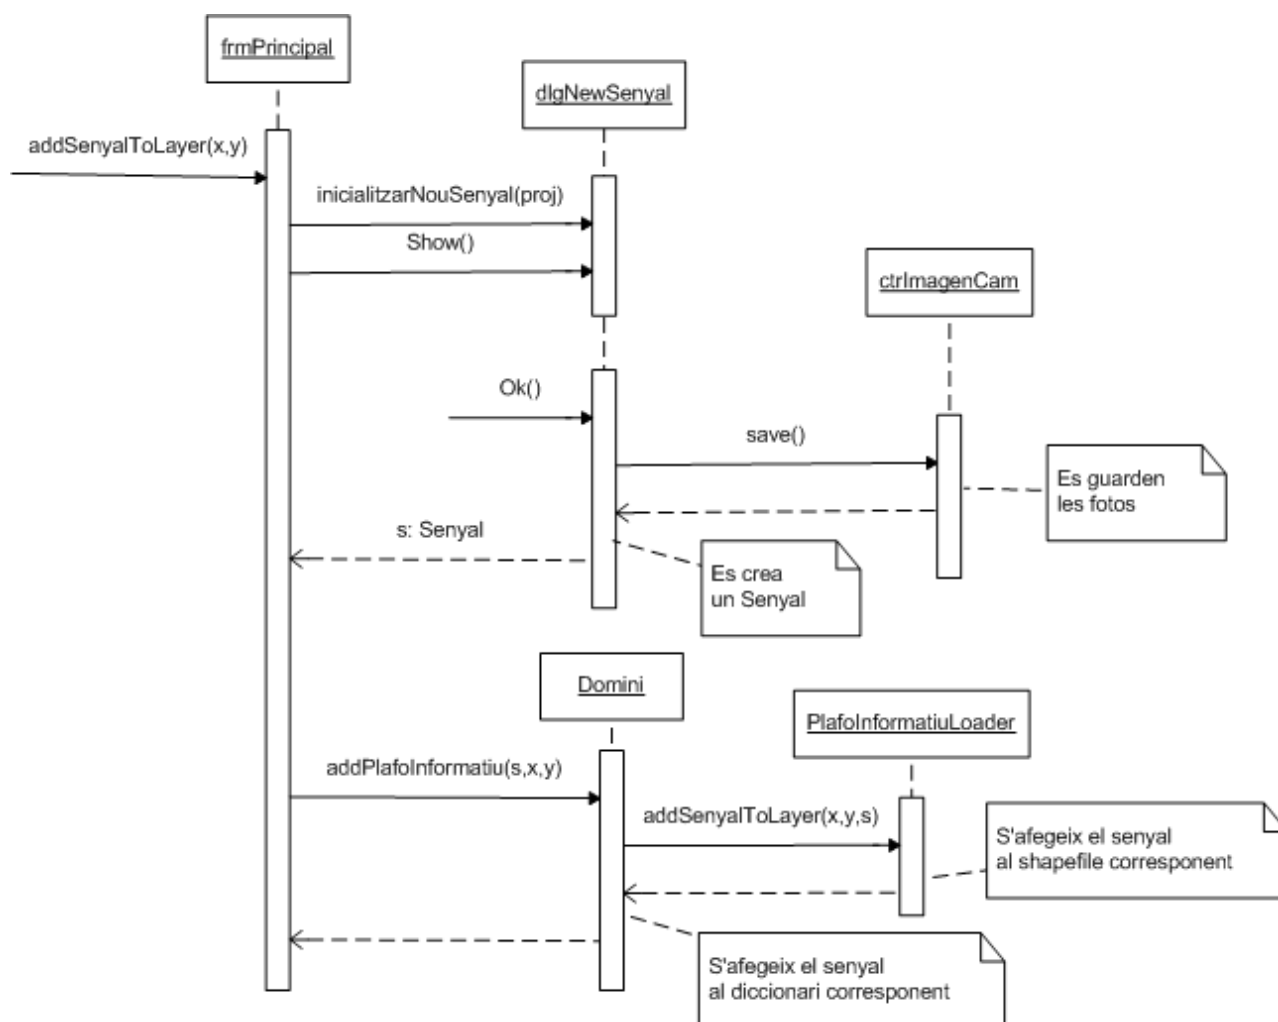 frmPrincipal
dlgNewSenyal
addSenyalToLayer(x,y)
inicialitzarNouSenyal(proj)
Show()
ctrImagenCam
Ok()
save()
Es guarden
les fotos
s: Senyal
Es crea
un Senyal
Domini
PlafoInformatiuLoader
addPlafoInformatiu(s,x,y)
addSenyalToLayer(x,y,s)
S'afegeix el senyal
al shapefile corresponent
S'afegeix el senyal
al diccionari corresponent